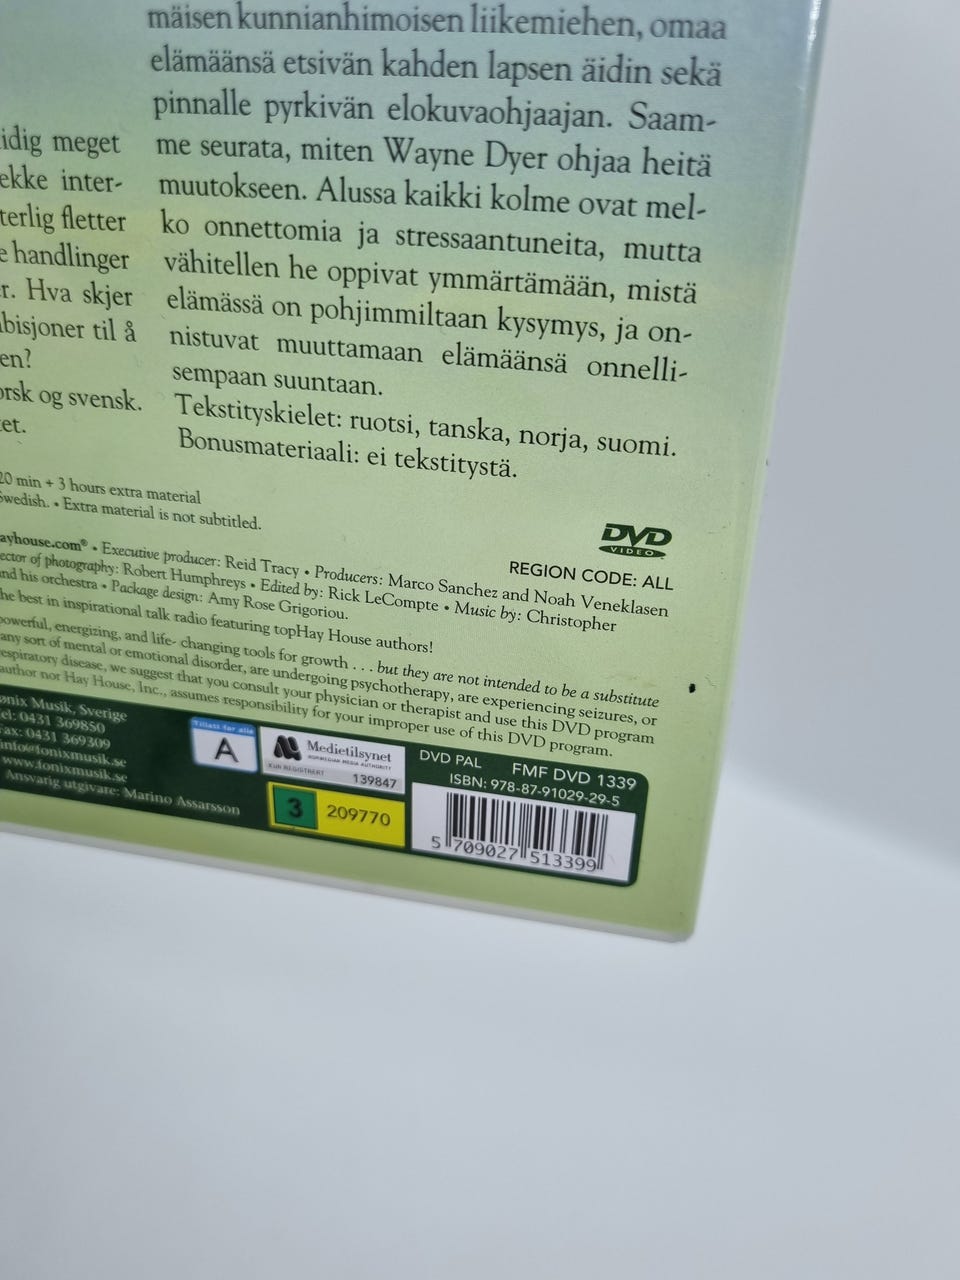 mäisen kunnianhimoisen liikemiehen, omaa
elämäänsä etsivän kahden lapsen äidin sekä
pinnalle pyrkivän elokuvaohjaajan. Saam-
me seurata, miten Wayne Dyer ohjaa heitä
muutokseen. Alussa kaikki kolme ovat mel-
ko onnettomia ja stressaantuneita, mutta
vähitellen he oppivat ymmärtämään, mistä
elämässä on pohjimmiltaan kysymys, ja on-
nistuvat muuttamaan elämäänsä onnelli-
sempaan suuntaan.
Tekstityskielet: ruotsi, tanska, norja, suomi.
Bonusmateriaali: ei tekstitystä.
idig meget
ekke inter-
terlig fletter
e handlinger
r. Hva skjer
bisjoner til å
en?
orsk og svensk.
et.
20 min + 3 hours extra material
Swedish. • Extra material is not subtitled.
DVD
VIDEO
REGION CODE: ALL
ayhouse.com® • Executive producer: Reid Tracy • Producers: Marco Sanchez and Noah Veneklasen
ector of photography: Robert Humphreys • Edited by: Rick LeCompte • Music by: Christopher
and his orchestra • Package design: Amy Rose Grigoriou.
he best in inspirational talk radio featuring topHay House authors!
powerful, energizing, and life- changing tools for growth . . . but they are not intended to be a substitute
any sort of mental or emotional disorder, are undergoing psychotherapy, are experiencing seizures, or
espiratory disease, we suggest that you consult your physician or therapist and use this DVD program
author nor Hay House, Inc., assumes responsibility for your improper use of this DVD program.
ønix Musik, Sverige
el: 0431 369850
Fax: 0431 369309
info@fonixmusik.se
www.fonixmusik.se
Ansvarig utgivare: Marino Assarsson
Tillatt for alle
A
Medietilsynet
NORWEGIAN MEDIA AUTHORITY
KUN REGISTRERT
139847
3 209770
DVD PAL FMF DVD 1339
ISBN: 978-87-91029-29-5
5 709027 513399